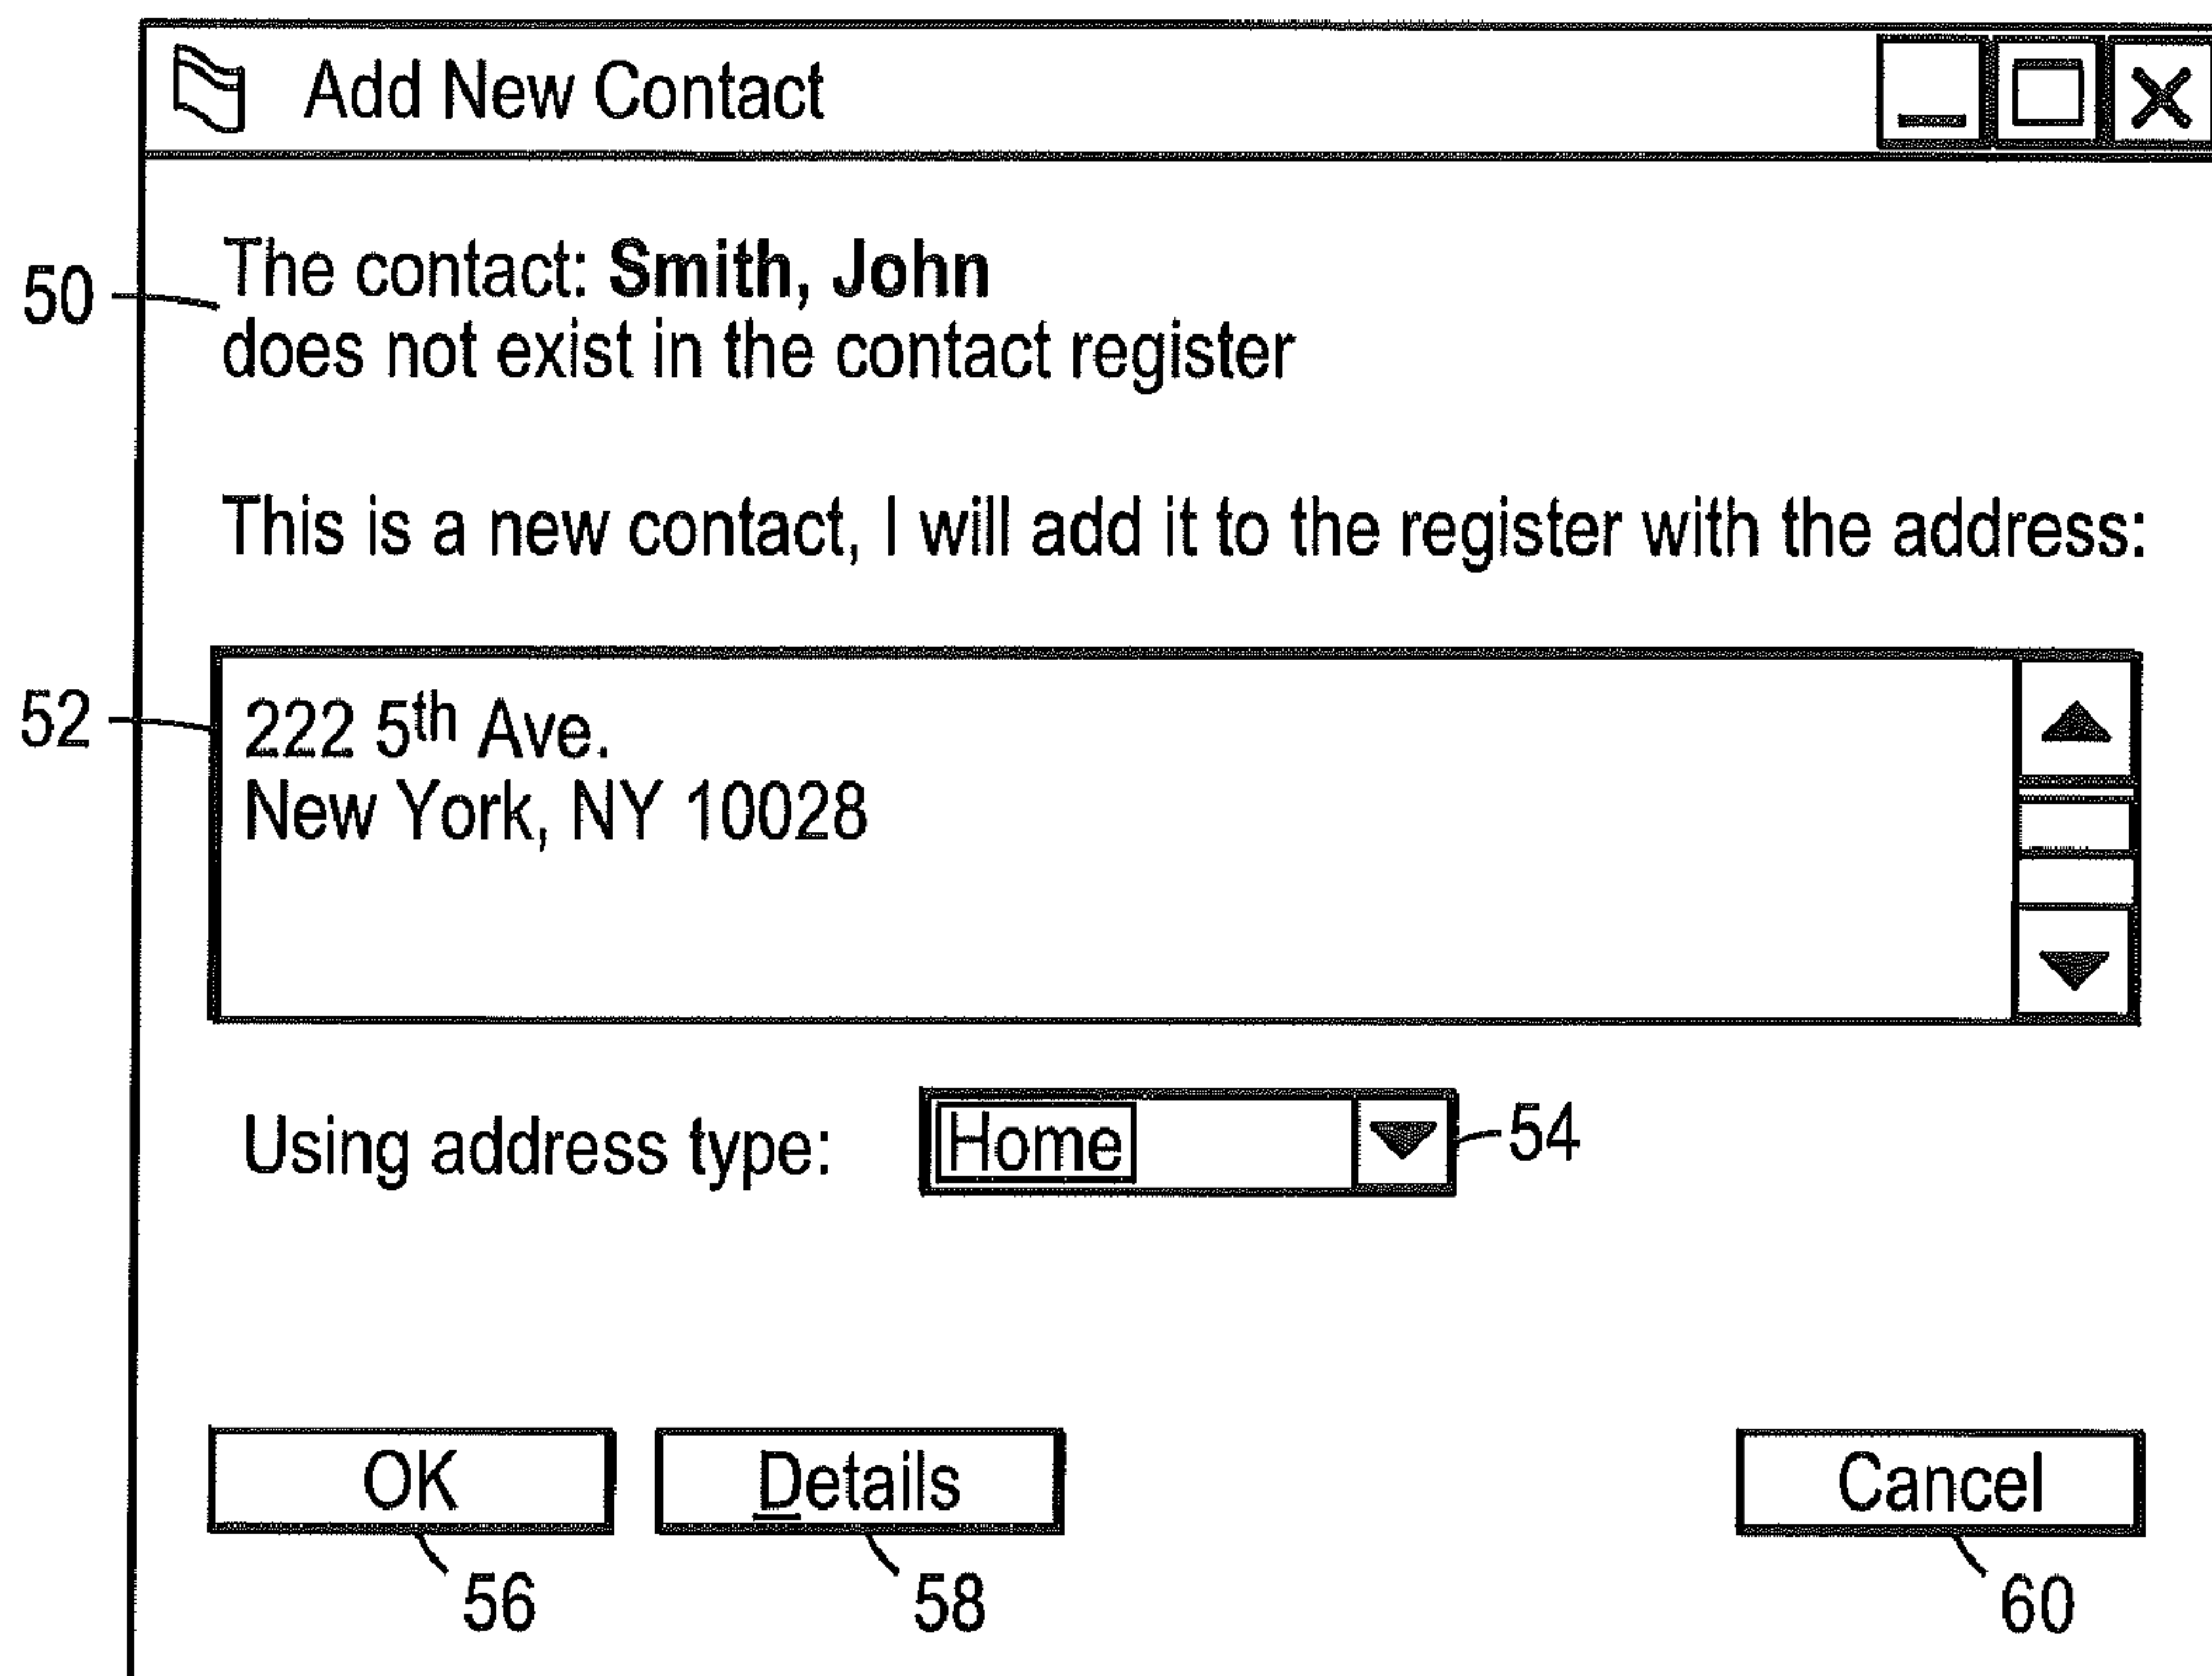 Add New Contact
50
The contact: Smith, John
does not exist in the contact register
This is a new contact, I will add it to the register with the address:
52
222 5th Ave.
New York, NY 10028
Using address type: Home 54
OK Details Cancel
56 58 60